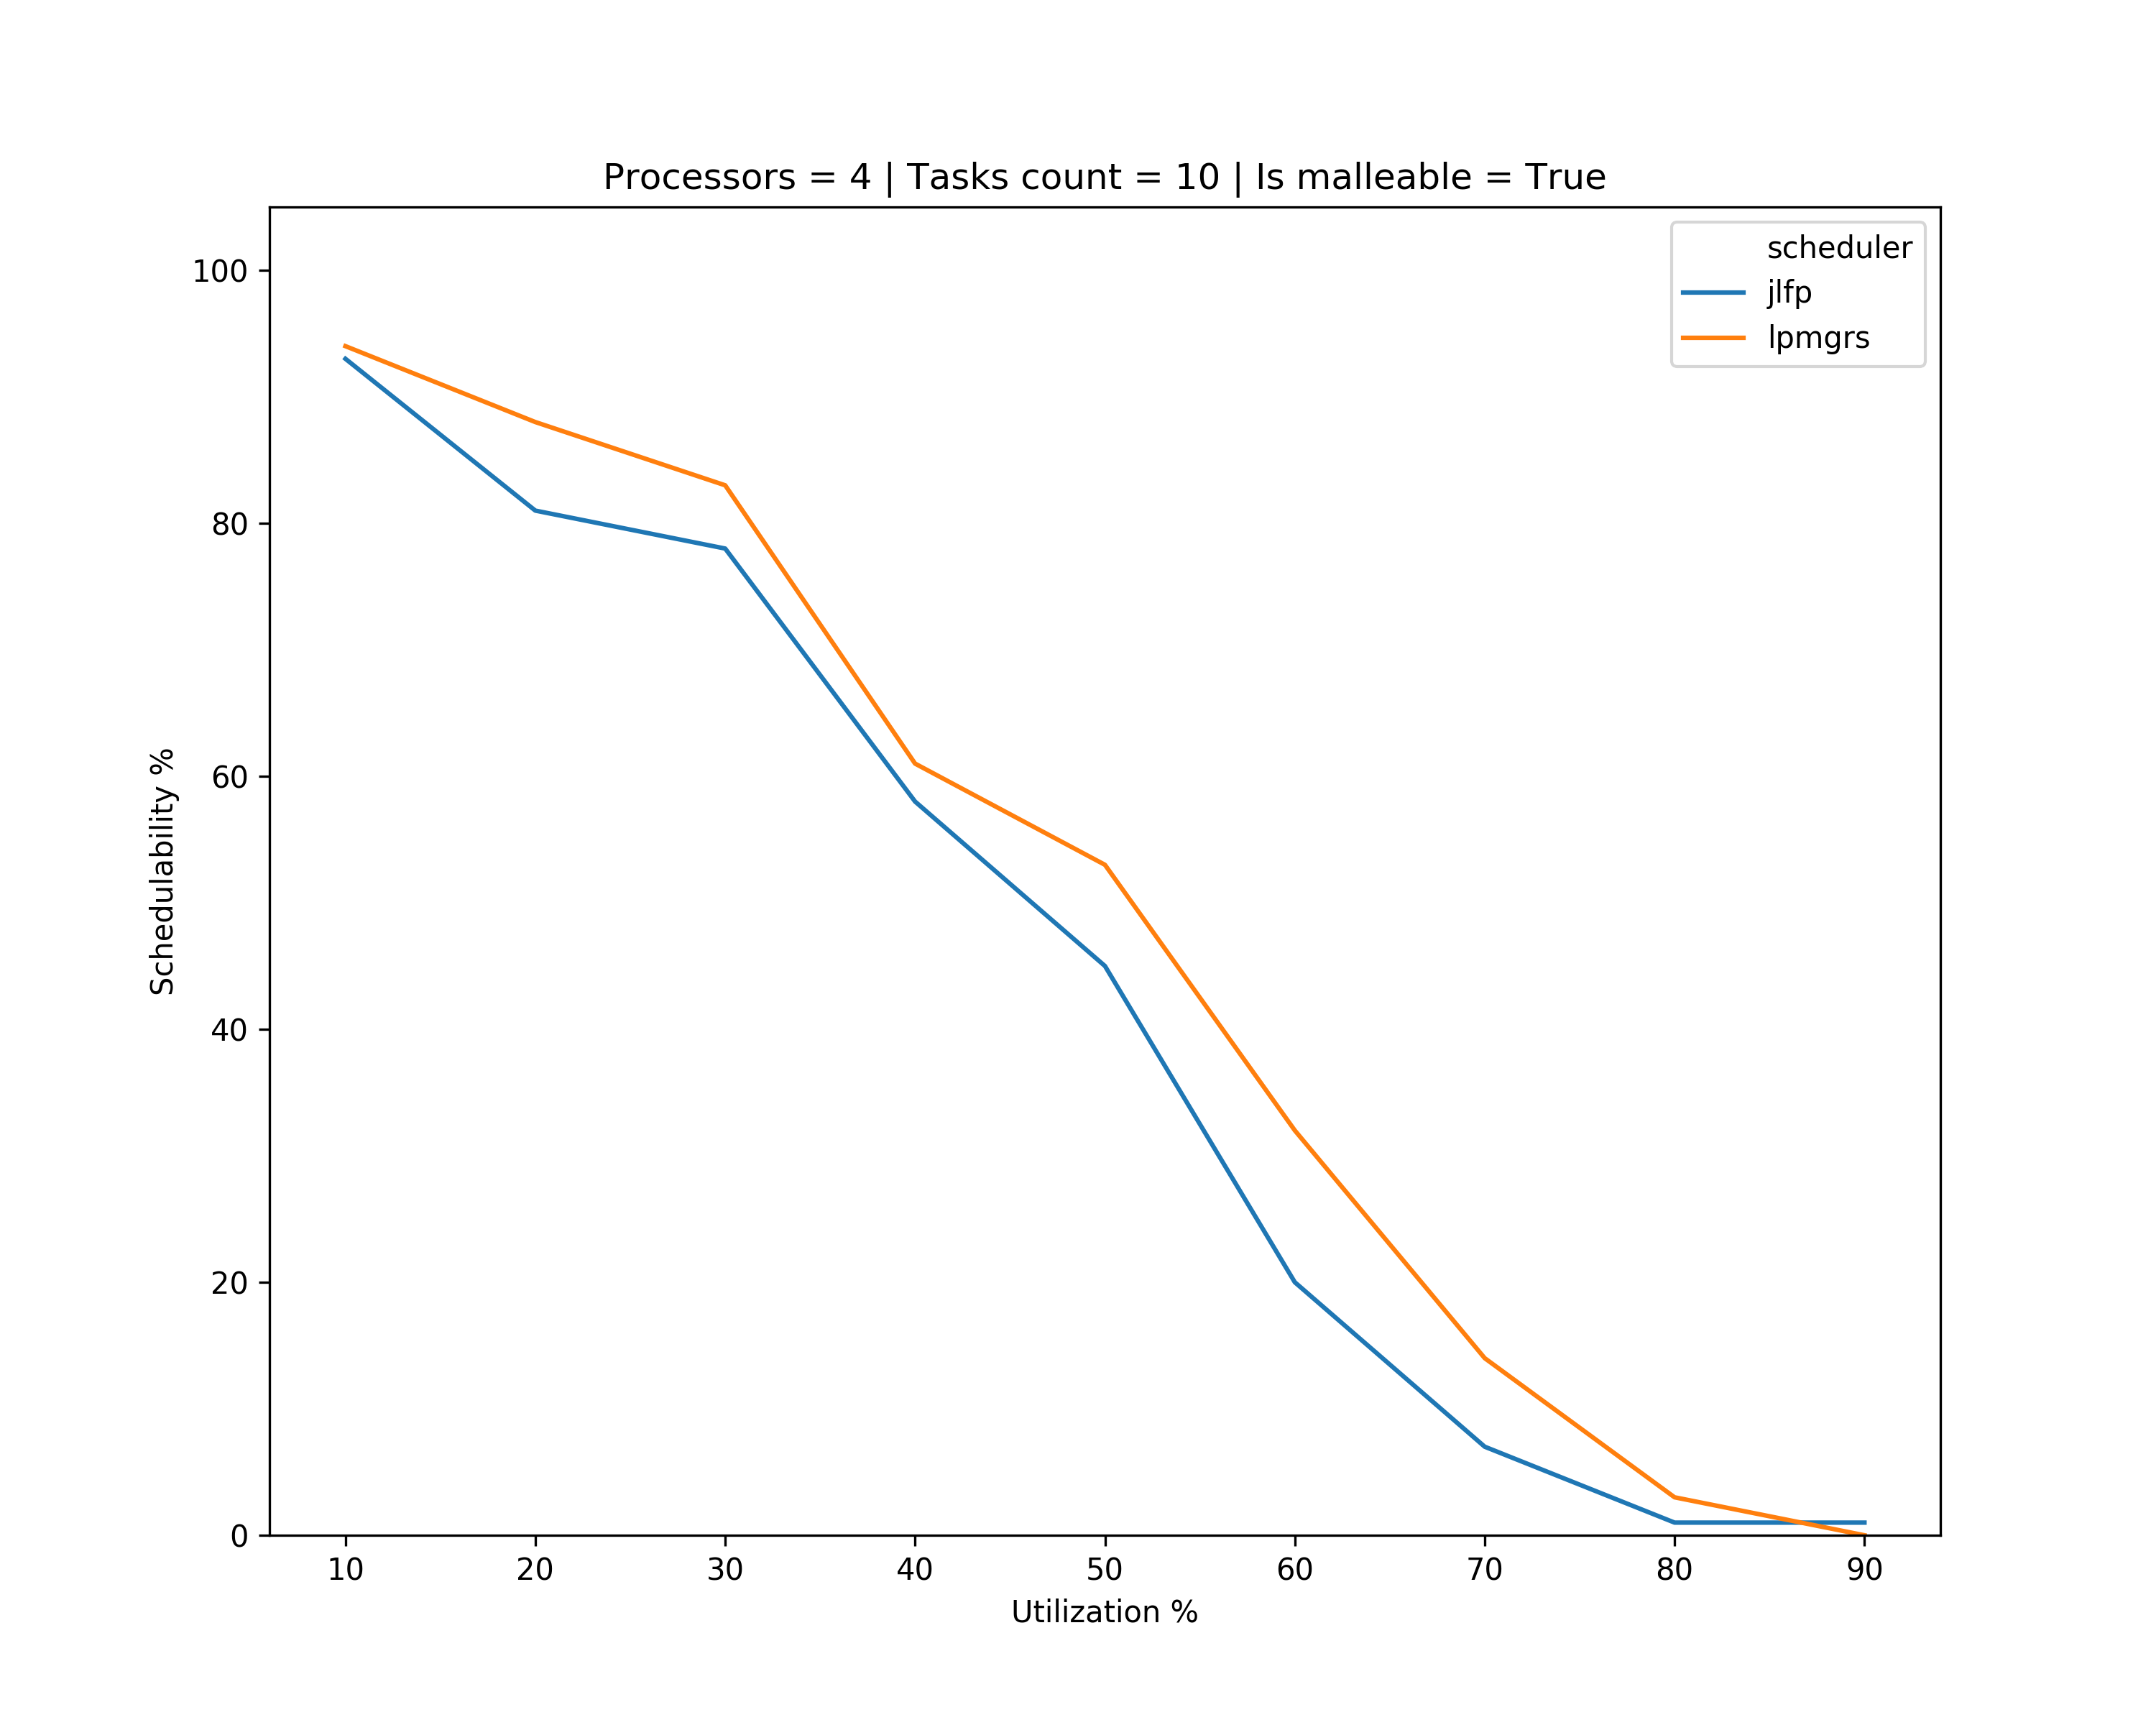 Processors = 4 | Tasks count = 10 | Is malleable = True
scheduler
jlfp
lpmgrs
100
80
60
40
20
0
Schedulability %
10 20 30 40 50 60 70 80 90
Utilization %